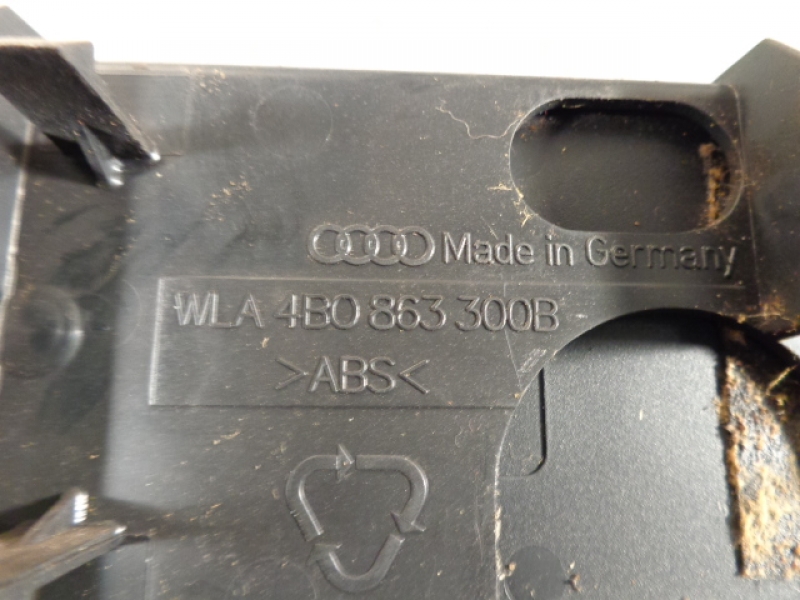 Made in Germany
WLA 4B0 863 300B
>ABS<